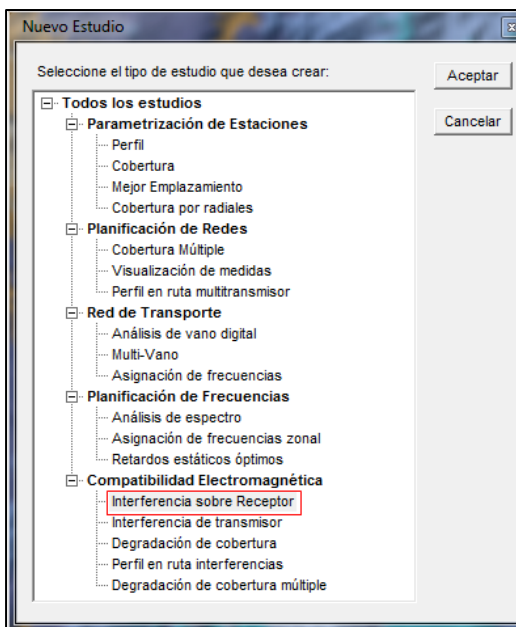 Nuevo Estudio
Seleccione el tipo de estudio que desea crear:
Aceptar
Cancelar
Todos los estudios
Parametrización de Estaciones
Perfil
Cobertura
Mejor Emplazamiento
Cobertura por radiales
Planificación de Redes
Cobertura Múltiple
Visualización de medidas
Perfil en ruta multitransmisor
Red de Transporte
Análisis de vano digital
Multi-Vano
Asignación de frecuencias
Planificación de Frecuencias
Análisis de espectro
Asignación de frecuencias zonal
Retardos estáticos óptimos
Compatibilidad Electromagnética
Interferencia sobre Receptor
Interferencia de transmisor
Degradación de cobertura
Perfil en ruta interferencias
Degradación de cobertura múltiple